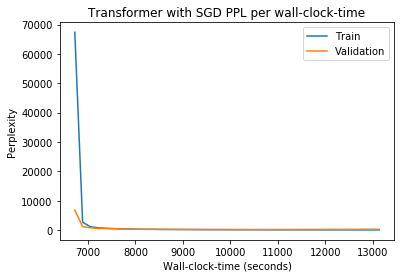 Transformer with SGD PPL per wall-clock-time
Train
Validation
Perplexity
70000
60000
50000
40000
30000
20000
10000
0
7000 8000 9000 10000 11000 12000 13000
Wall-clock-time (seconds)